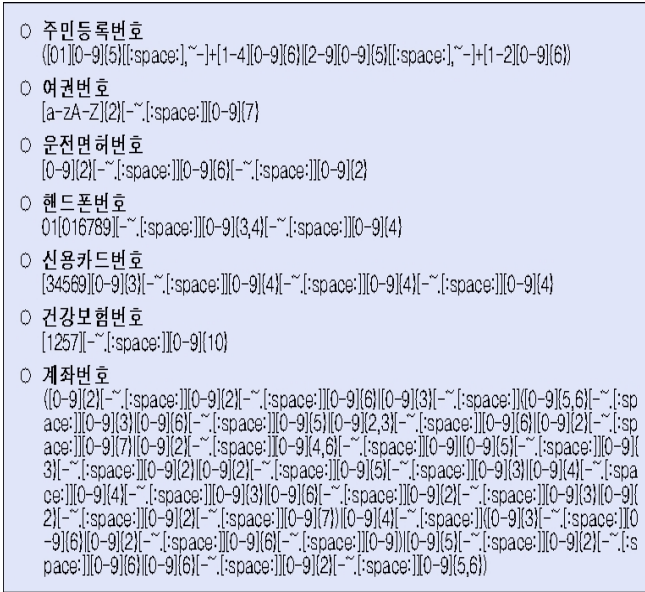 ○ 주민등록번호
([01][0-9]{5}[[:space:],~-]+[1-4][0-9]{6}|[2-9][0-9]{5}[[:space:],~-]+[1-2][0-9]{6})
○ 여권번호
[a-zA-Z]{2}[-~.[:space:]][0-9]{7}
○ 운전면허번호
[0-9]{2}[-~.[:space:]][0-9]{6}[-~.[:space:]][0-9]{2}
○ 핸드폰번호
01[016789][-~.[:space:]][0-9]{3,4}[-~.[:space:]][0-9]{4}
○ 신용카드번호
[34569][0-9]{3}[-~.[:space:]][0-9]{4}[-~.[:space:]][0-9]{4}[-~.[:space:]][0-9]{4}
○ 건강보험번호
[1257][-~.[:space:]][0-9]{10}
○ 계좌번호
([0-9]{2}[-~.[:space:]][0-9]{2}[-~.[:space:]][0-9]{6}|[0-9]{3}[-~.[:space:]]([0-9]{5,6}[-~.[:sp
ace:]][0-9]{3}|[0-9]{6}[-~.[:space:]][0-9]{5}|[0-9]{2,3}[-~.[:space:]][0-9]{6}|[0-9]{2}[-~.[:sp
ace:]][0-9]{7}|[0-9]{2}[-~.[:space:]][0-9]{4,6}[-~.[:space:]][0-9]|[0-9]{5}[-~.[:space:]][0-9]{
3}[-~.[:space:]][0-9]{2}|[0-9]{2}[-~.[:space:]][0-9]{5}[-~.[:space:]][0-9]{3}|[0-9]{4}[-~.[:spa
ce:]][0-9]{4}[-~.[:space:]][0-9]{3}|[0-9]{6}[-~.[:space:]][0-9]{2}[-~.[:space:]][0-9]{3}|[0-9]{
2}[-~.[:space:]][0-9]{2}[-~.[:space:]][0-9]{7})|[0-9]{4}[-~.[:space:]]([0-9]{3}[-~.[:space:]][0
-9]{6}|[0-9]{2}[-~.[:space:]][0-9]{6}[-~.[:space:]][0-9])|[0-9]{5}[-~.[:space:]][0-9]{2}[-~.[:s
pace:]][0-9]{6}|[0-9]{6}[-~.[:space:]][0-9]{2}[-~.[:space:]][0-9]{5,6})